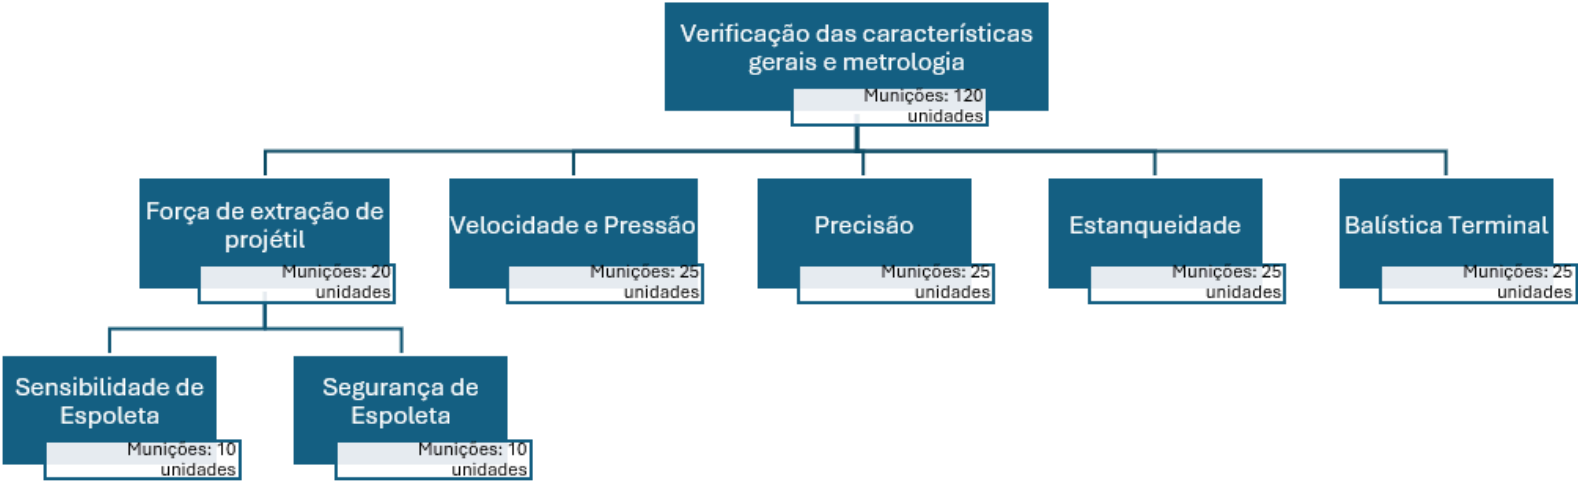 Verificação das características
gerais e metrologia
Munições: 120
unidades
Força de extração de
projétil
Munições: 20
unidades
Velocidade e Pressão
Munições: 25
unidades
Precisão
Munições: 25
unidades
Estanqueidade
Munições: 25
unidades
Balística Terminal
Munições: 25
unidades
Sensibilidade de
Espoleta
Munições: 10
unidades
Segurança de
Espoleta
Munições: 10
unidades